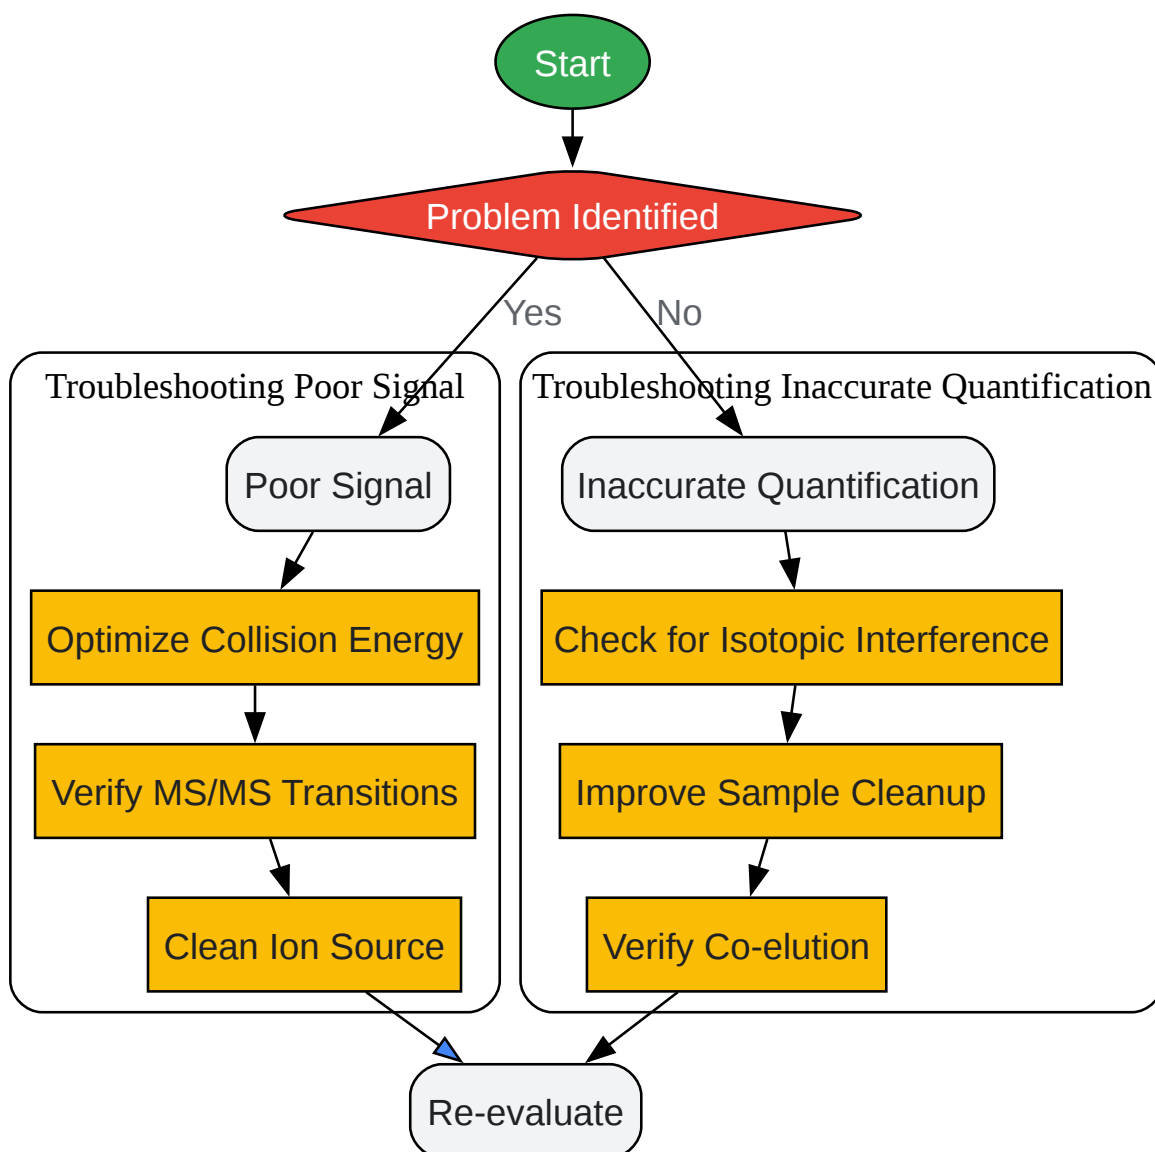 Start
Problem Identified
Yes
No
Troubleshooting Poor Signal
Troubleshooting Inaccurate Quantification
Poor Signal
Inaccurate Quantification
Optimize Collision Energy
Check for Isotopic Interference
Verify MS/MS Transitions
Improve Sample Cleanup
Clean Ion Source
Verify Co-elution
Re-evaluate